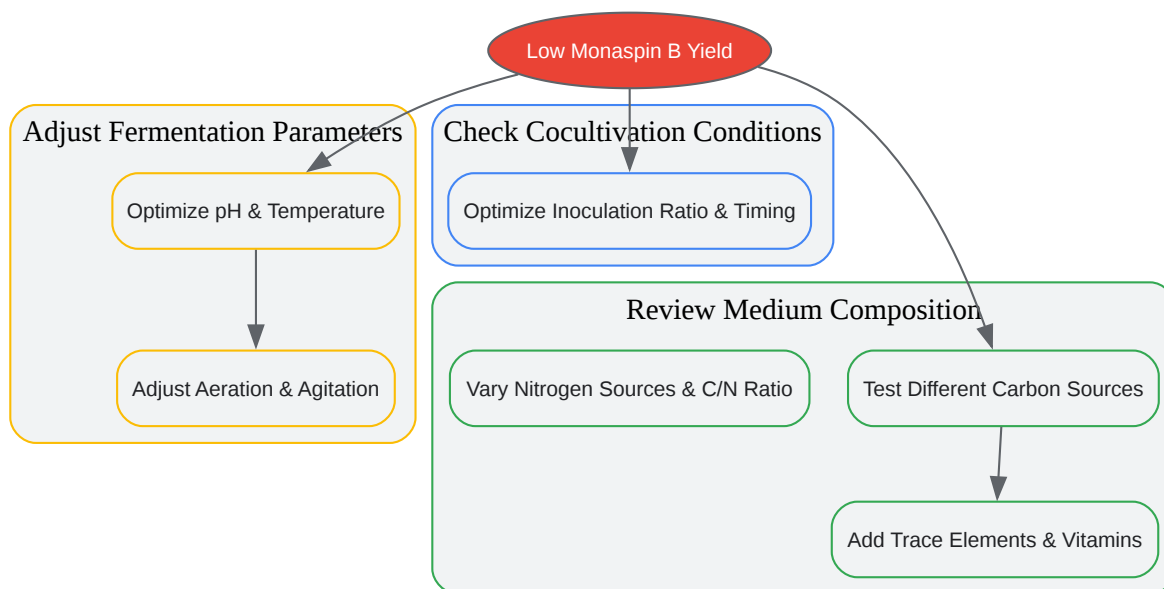 Low Monaspin B Yield
Adjust Fermentation Parameters
Optimize pH & Temperature
Adjust Aeration & Agitation
Check Cocultivation Conditions
Optimize Inoculation Ratio & Timing
Review Medium Composition
Vary Nitrogen Sources & C/N Ratio
Test Different Carbon Sources
Add Trace Elements & Vitamins